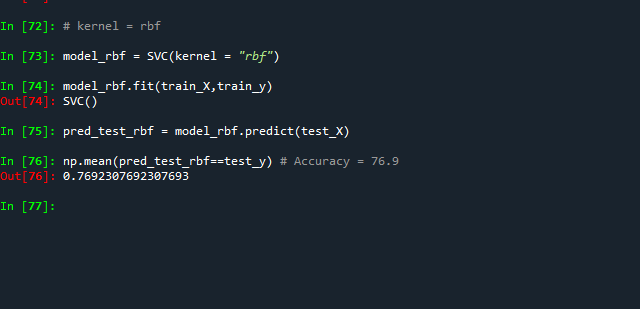 In [72]: # kernel = rbf
In [73]: model_rbf = SVC(kernel = "rbf")
In [74]: model_rbf.fit(train_X,train_y)
Out[74]: SVC()
In [75]: pred_test_rbf = model_rbf.predict(test_X)
In [76]: np.mean(pred_test_rbf==test_y) # Accuracy = 76.9
Out[76]: 0.7692307692307693
In [77]: